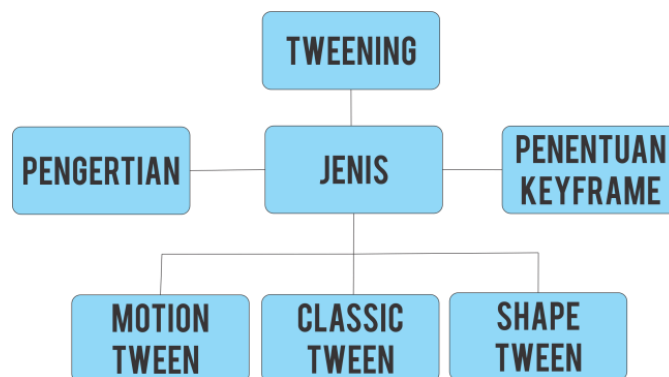 TWEENING
PENGERTIAN
JENIS
PENENTUAN
KEYFRAME
MOTION
TWEEN
CLASSIC
TWEEN
SHAPE
TWEEN